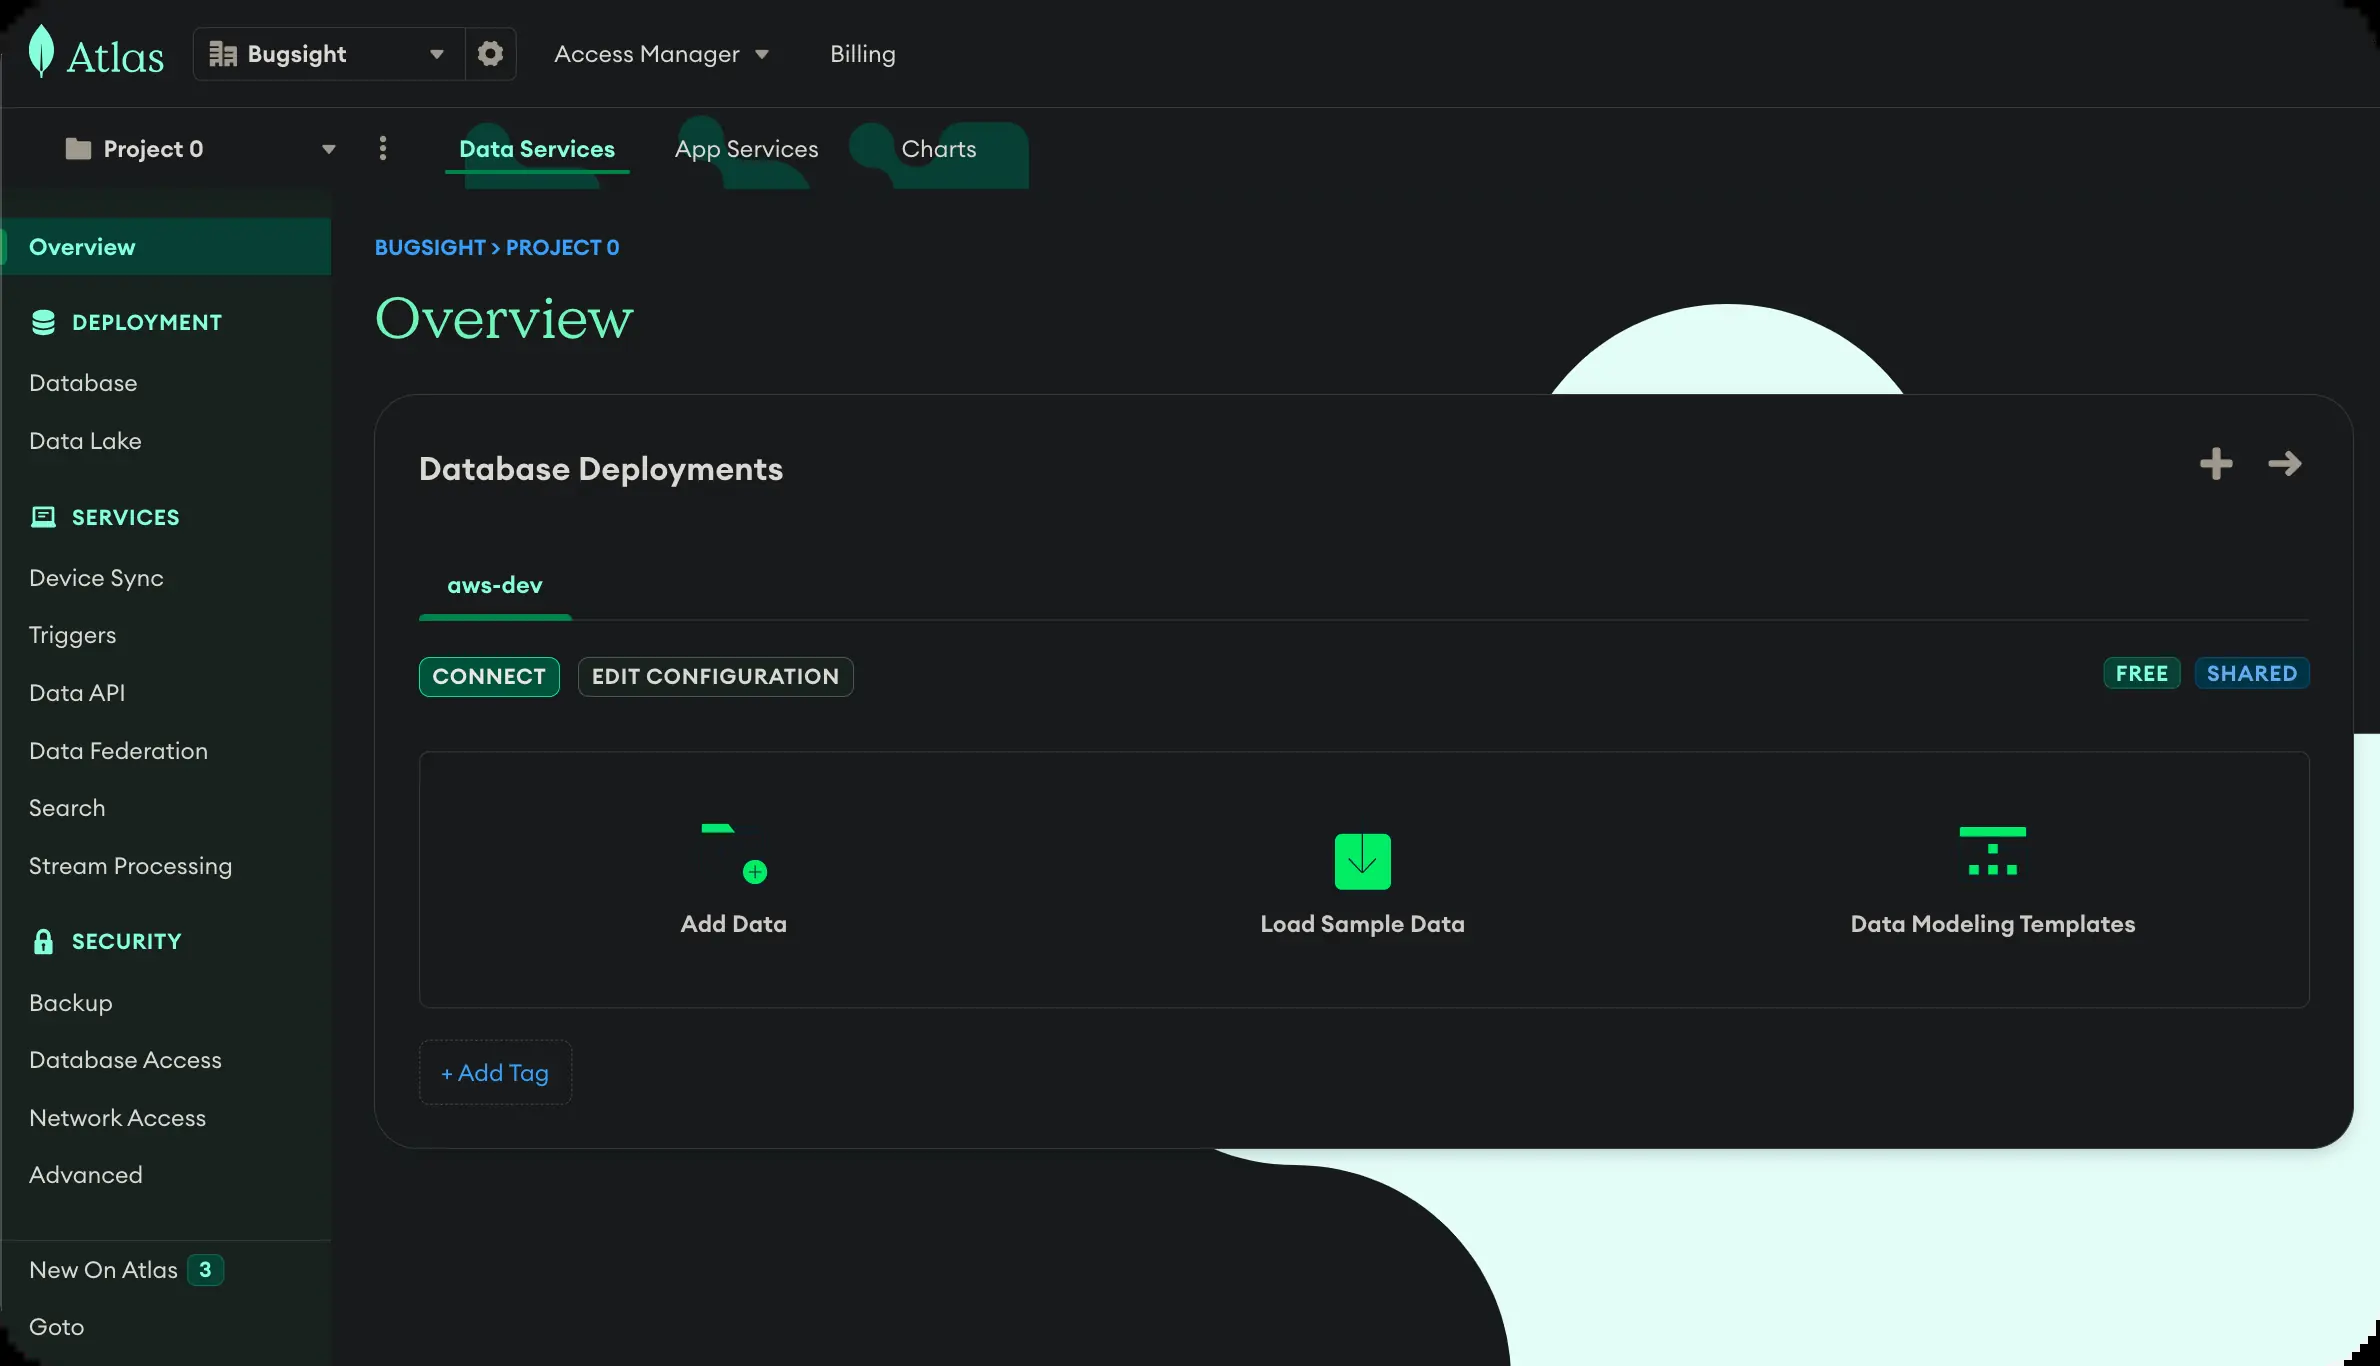 Atlas
Bugsight
Access Manager
Billing
Project 0
Data Services
App Services
Charts
Overview
DEPLOYMENT
Database
Data Lake
SERVICES
Device Sync
Triggers
Data API
Data Federation
Search
Stream Processing
SECURITY
Backup
Database Access
Network Access
Advanced
New On Atlas 3
Goto
BUGSIGHT > PROJECT 0
Overview
Database Deployments
aws-dev
CONNECT
EDIT CONFIGURATION
FREE
SHARED
Add Data
Load Sample Data
Data Modeling Templates
+ Add Tag